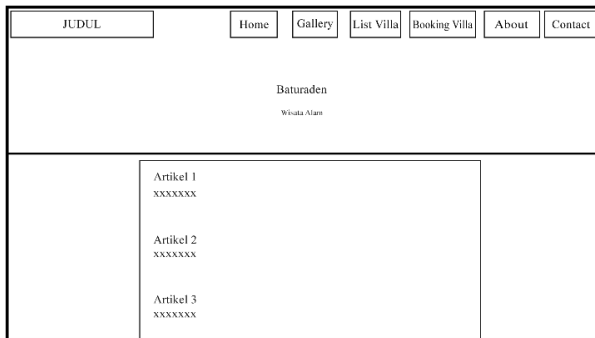 JUDUL
Home
Gallery
List Villa
Booking Villa
About
Contact
Baturaden
Wisata Alam
Artikel 1
xxxxxxx
Artikel 2
xxxxxxx
Artikel 3
xxxxxxx